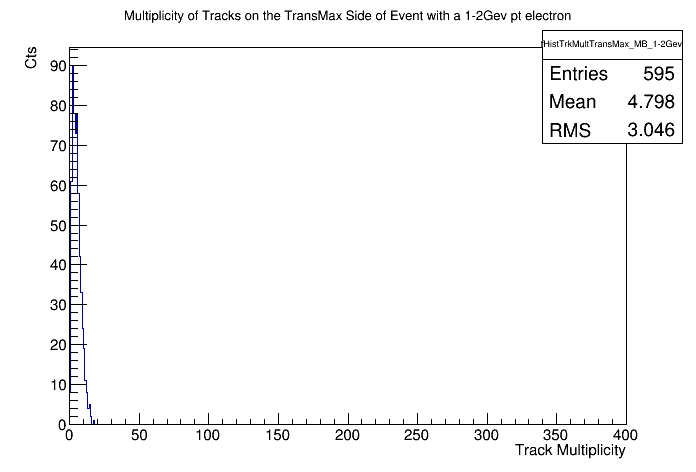 Multiplicity of Tracks on the TransMax Side of Event with a 1-2Gev pt electron
fHistTrkMultTransMax_MB_1-2Gev
Entries 595
Mean 4.798
RMS 3.046
Cts
90
80
70
60
50
40
30
20
10
0
0 50 100 150 200 250 300 350 400
Track Multiplicity